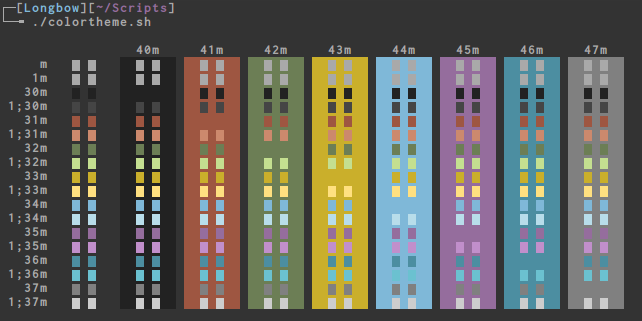 [Longbow][~/Scripts]
./colortheme.sh
40m 41m 42m 43m 44m 45m 46m 47m
m
1m
30m
1;30m
31m
1;31m
32m
1;32m
33m
1;33m
34m
1;34m
35m
1;35m
36m
1;36m
37m
1;37m